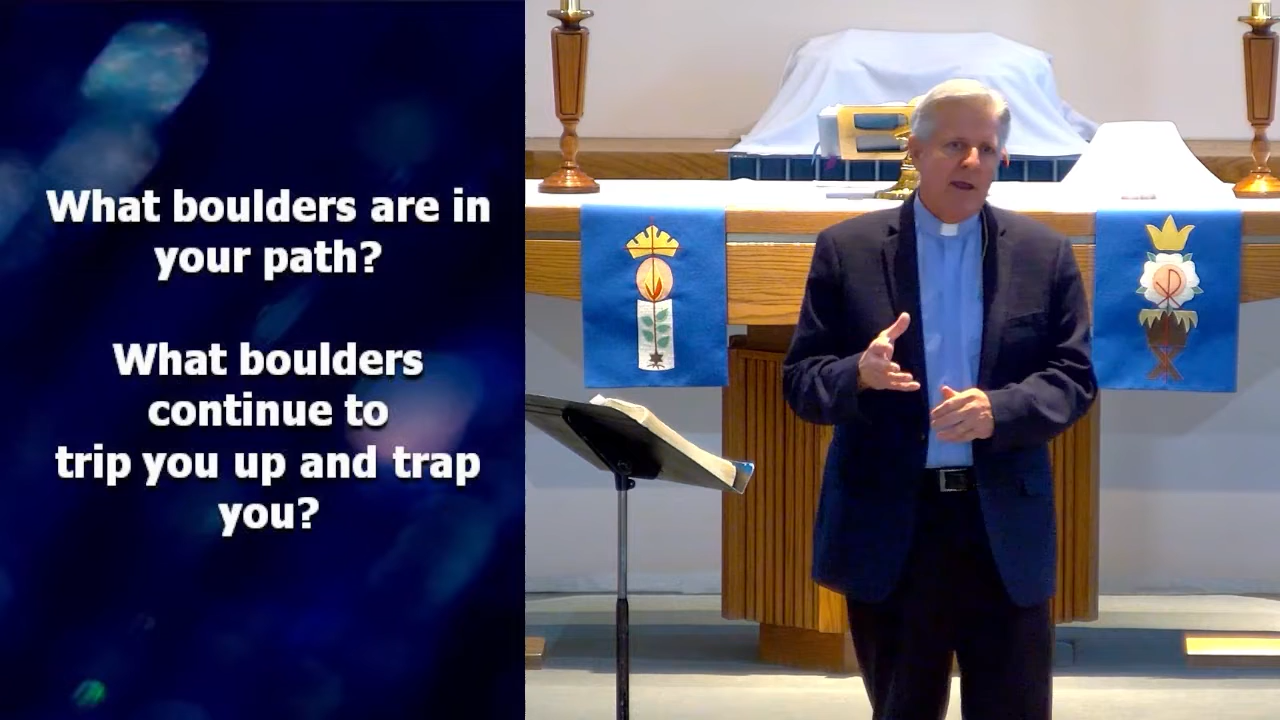 What boulders are in
your path?
What boulders
continue to
trip you up and trap
you?